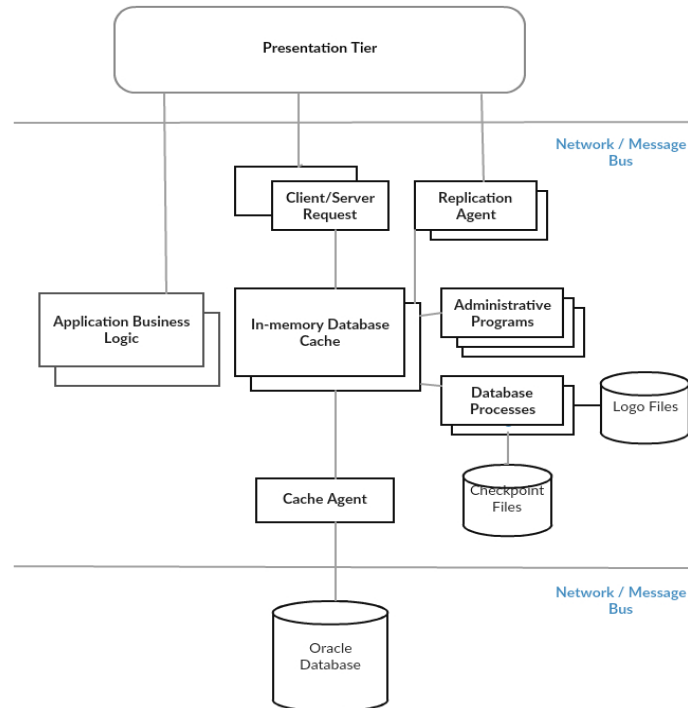 Presentation Tier
Network / Message
Bus
Client/Server
Request
Replication
Agent
Application Business
Logic
In-memory Database
Cache
Administrative
Programs
Database
Processes
Logo Files
Checkpoint
Files
Cache Agent
Network / Message
Bus
Oracle
Database